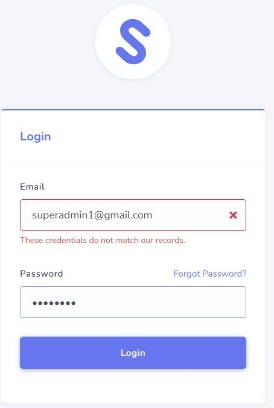 S
Login
Email
superadmin1@gmail.com
These credentials do not match our records.
Password Forgot Password?
••••••••
Login